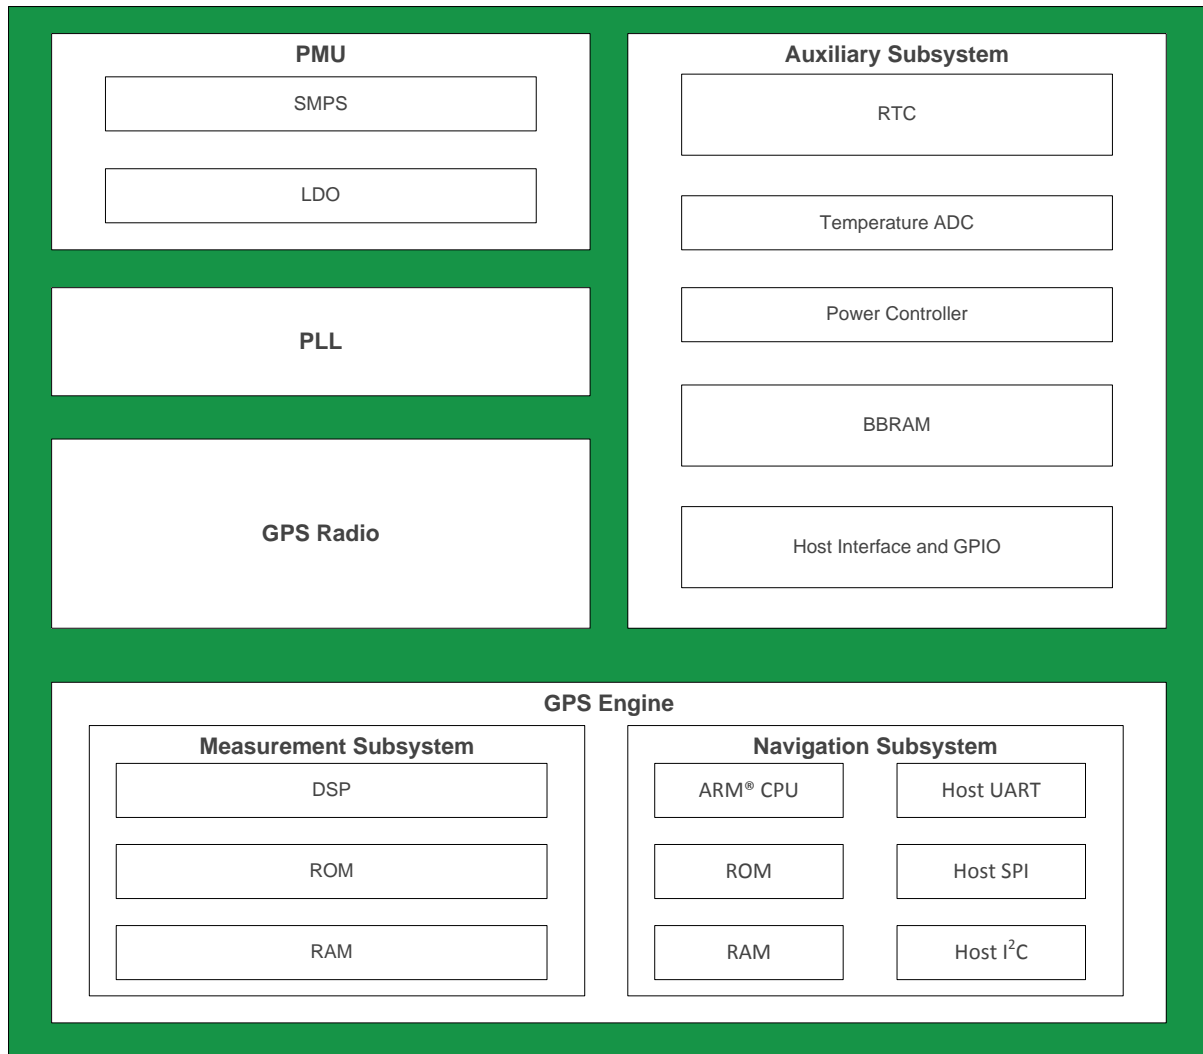 PMU
SMPS
LDO
PLL
GPS Radio
Auxiliary Subsystem
RTC
Temperature ADC
Power Controller
BBRAM
Host Interface and GPIO
GPS Engine
Measurement Subsystem
DSP
ROM
RAM
Navigation Subsystem
ARM® CPU
Host UART
ROM
Host SPI
RAM
Host I²C